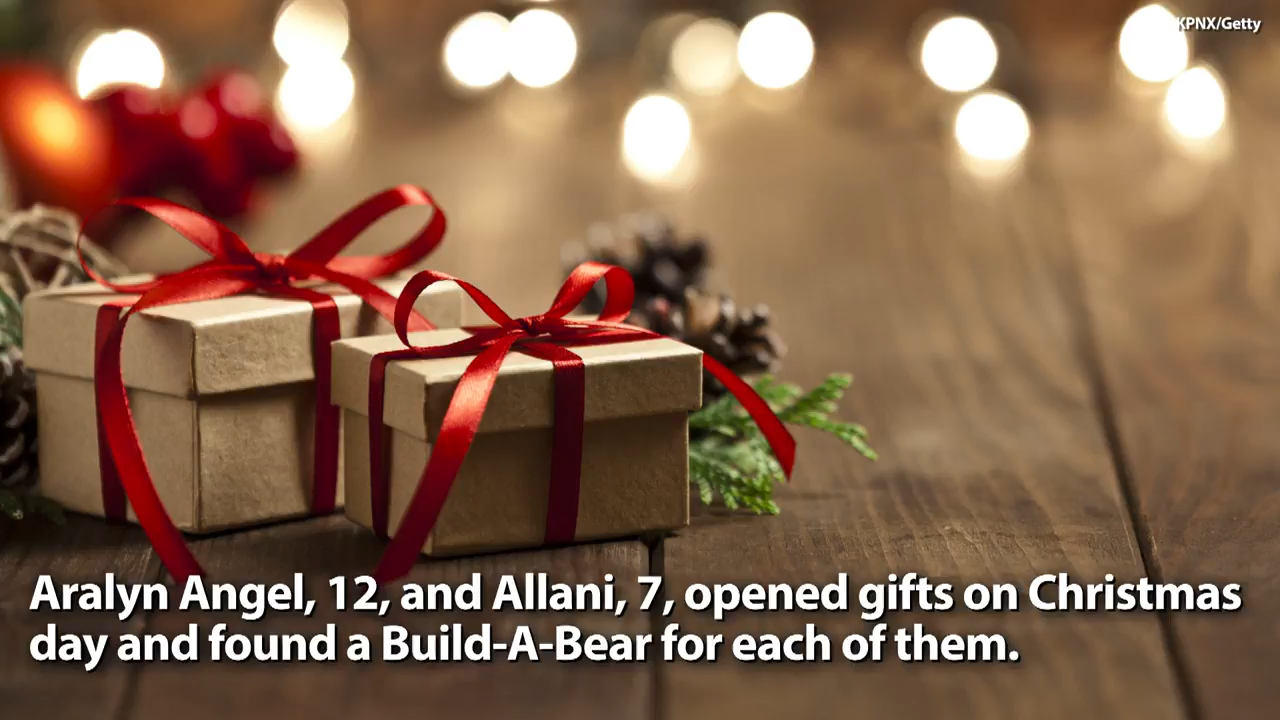 KPNX/Getty
Aralyn Angel, 12, and Allani, 7, opened gifts on Christmas
day and found a Build-A-Bear for each of them.